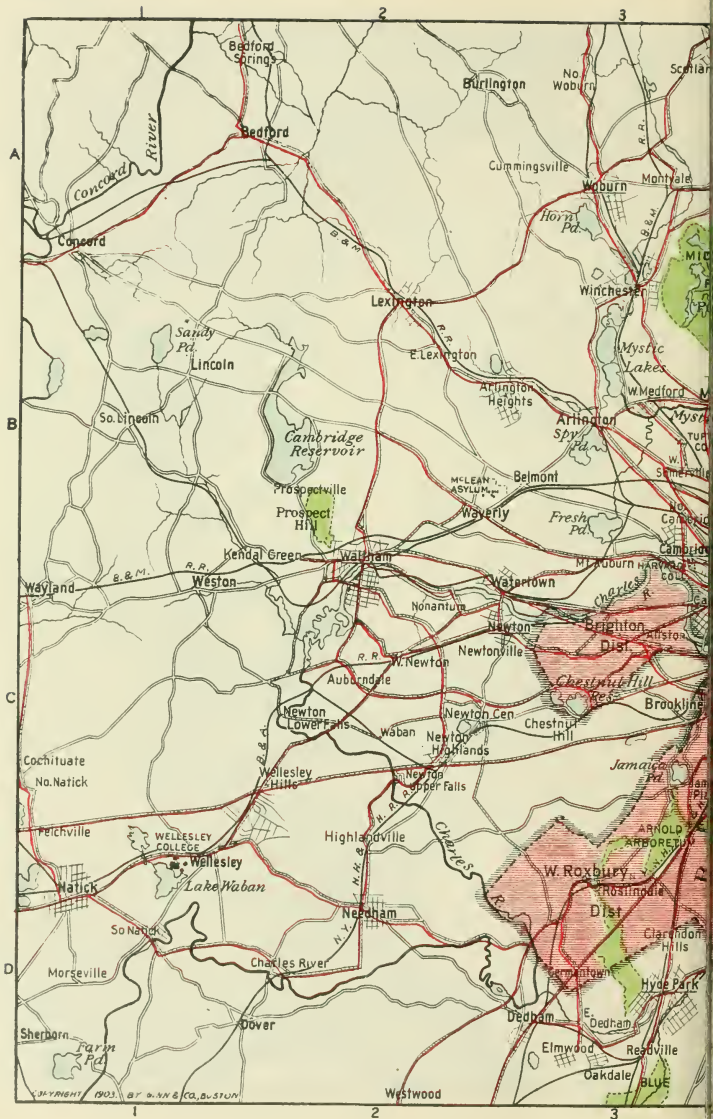 1 2 3
Bedford
Springs
Burlington
No.
Woburn
A
Bedford
Concord River
R. R.
Cummingsville
Woburn
Montvale
Horn
Pd.
B. & M.
Concord
B. & M.
Winchester
Lexington
Sandy
Pd.
R. R.
Mystic
Lakes
Lincoln
E. Lexington
Arlington
Heights
W. Medford
B
So. Lincoln
Arlington
Spy
Pd.
Cambridge
Reservoir
W.
Belmont
McLEAN
ASYLUM
Prospectville
Prospect
Hill
Waverly
Fresh
Pd.
No.
Kendal Green
Waltham
Mt Auburn
B. & M. R. R.
Wayland
Weston
Watertown
Charles
R.
Nonantum
Newton
Brighton
Dist.
Allston
R. R.
W. Newton
Newtonville
Auburndale
Chestnut Hill
Res.
C
Newton
Lower Falls
Newton Cen
Chestnut
Hill
Brookline
Waban
Newton
Highlands
B. & A.
Cochituate
Jamaica
Pd.
No. Natick
Wellesley
Hills
Newton
Upper Falls
Felchville
WELLESLEY
COLLEGE
Highlandville
Charles R.
ARNOLD
Wellesley
Lake Waban
W. Roxbury
Dist
Roslindale
Natick
N. Y. N. H. & H. R. R.
Needham
So Natick
Clarendon
Hills
Charles River
D
Morseville
Germantown
Hyde Park
Dover
Dedham
E.
Dedham
Sherborn
Farm
Pd.
Elmwood
Readville
Oakdale
BLUE
COPYRIGHT 1903, BY GINN & CO., BOSTON
Westwood
1 2 3